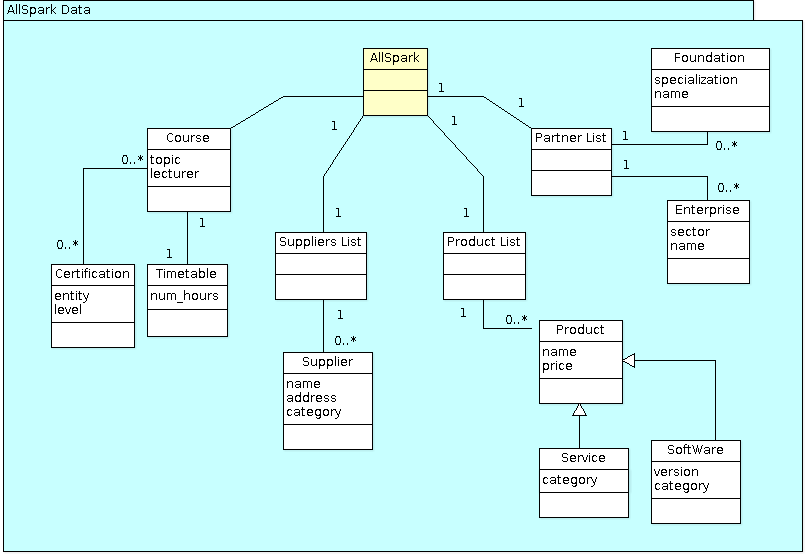 AllSpark Data
AllSpark
1
1
1
1
Foundation
specialization
name
Course
topic
lecturer
0..*
0..*
Partner List
1
0..*
1
0..*
Enterprise
sector
name
1
1
1
1
Suppliers List
Product List
Certification
entity
level
Timetable
num_hours
1
0..*
Supplier
name
address
category
1
0..*
Product
name
price
Service
category
SoftWare
version
category